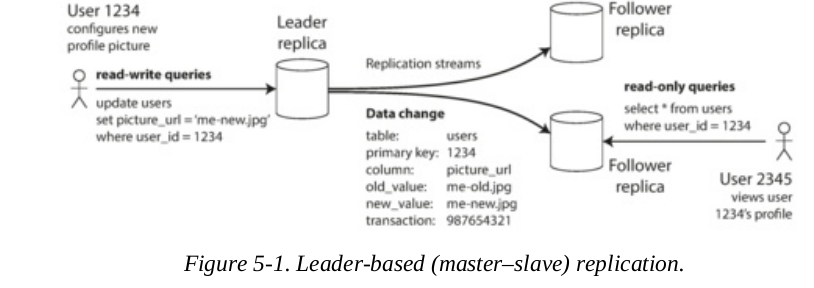 User 1234
configures new
profile picture
Leader
replica
Follower
replica
read-write queries
update users
set picture_url = 'me-new.jpg'
where user_id = 1234
Replication streams
Data change
table: users
primary key: 1234
column: picture_url
old_value: me-old.jpg
new_value: me-new.jpg
transaction: 987654321
read-only queries
select * from users
where user_id = 1234
Follower
replica
User 2345
views user
1234's profile
Figure 5-1. Leader-based (master–slave) replication.